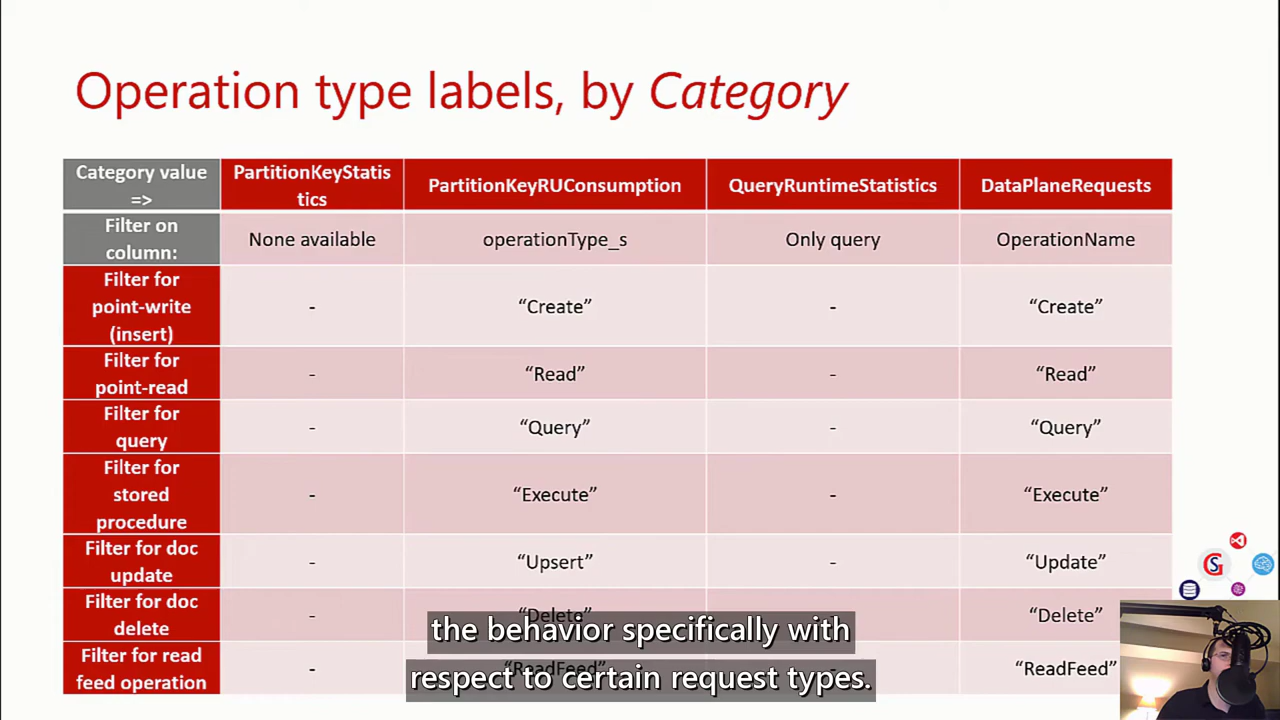 Operation type labels, by Category
Category value
=>
PartitionKeyStatis
tics
PartitionKeyRUConsumption
QueryRuntimeStatistics
DataPlaneRequests
Filter on
column:
None available
operationType_s
Only query
OperationName
Filter for
point-write
(insert)
-
“Create”
-
“Create”
Filter for
point-read
-
“Read”
-
“Read”
Filter for
query
-
“Query”
-
“Query”
Filter for
stored
procedure
-
“Execute”
-
“Execute”
Filter for doc
update
-
“Upsert”
-
“Update”
Filter for doc
delete
-
“Delete”
-
“Delete”
Filter for read
feed operation
-
“ReadFeed”
-
“ReadFeed”
the behavior specifically with
respect to certain request types.